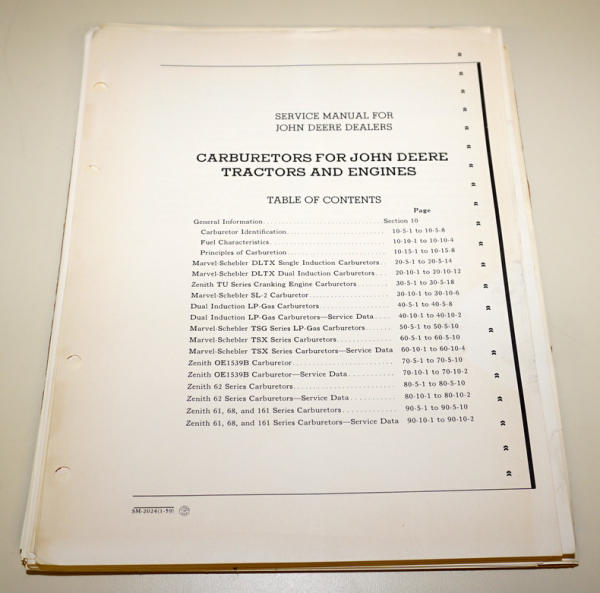 SERVICE MANUAL FOR
JOHN DEERE DEALERS
CARBURETORS FOR JOHN DEERE
TRACTORS AND ENGINES
TABLE OF CONTENTS
Page
General Information................................Section 10
Carburetor Identification..........................10-5-1 to 10-5-8
Fuel Characteristics...............................10-10-1 to 10-10-4
Principles of Carburetion..........................10-15-1 to 10-15-8
Marvel-Schebler DLTX Single Induction Carburetors..20-5-1 to 20-5-14
Marvel-Schebler DLTX Dual Induction Carburetors...20-10-1 to 20-10-12
Zenith TU Series Cranking Engine Carburetors........30-5-1 to 30-5-18
Marvel-Schebler SL-2 Carburetor.....................30-10-1 to 30-10-6
Dual Induction LP-Gas Carburetors...................40-5-1 to 40-5-8
Dual Induction LP-Gas Carburetors—Service Data....40-10-1 to 40-10-2
Marvel-Schebler TSG Series LP-Gas Carburetors.......50-5-1 to 50-5-10
Marvel-Schebler TSX Series Carburetors..............60-5-1 to 60-5-10
Marvel-Schebler TSX Series Carburetors—Service Data 60-10-1 to 60-10-4
Zenith OE1539B Carburetor..........................70-5-1 to 70-5-10
Zenith OE1539B Carburetor—Service Data............70-10-1 to 70-10-2
Zenith 62 Series Carburetors........................80-5-1 to 80-5-10
Zenith 62 Series Carburetors—Service Data...........80-10-1 to 80-10-2
Zenith 61, 68, and 161 Series Carburetors............90-5-1 to 90-5-10
Zenith 61, 68, and 161 Series Carburetors—Service Data 90-10-1 to 90-10-2
SM-2024(1-59)